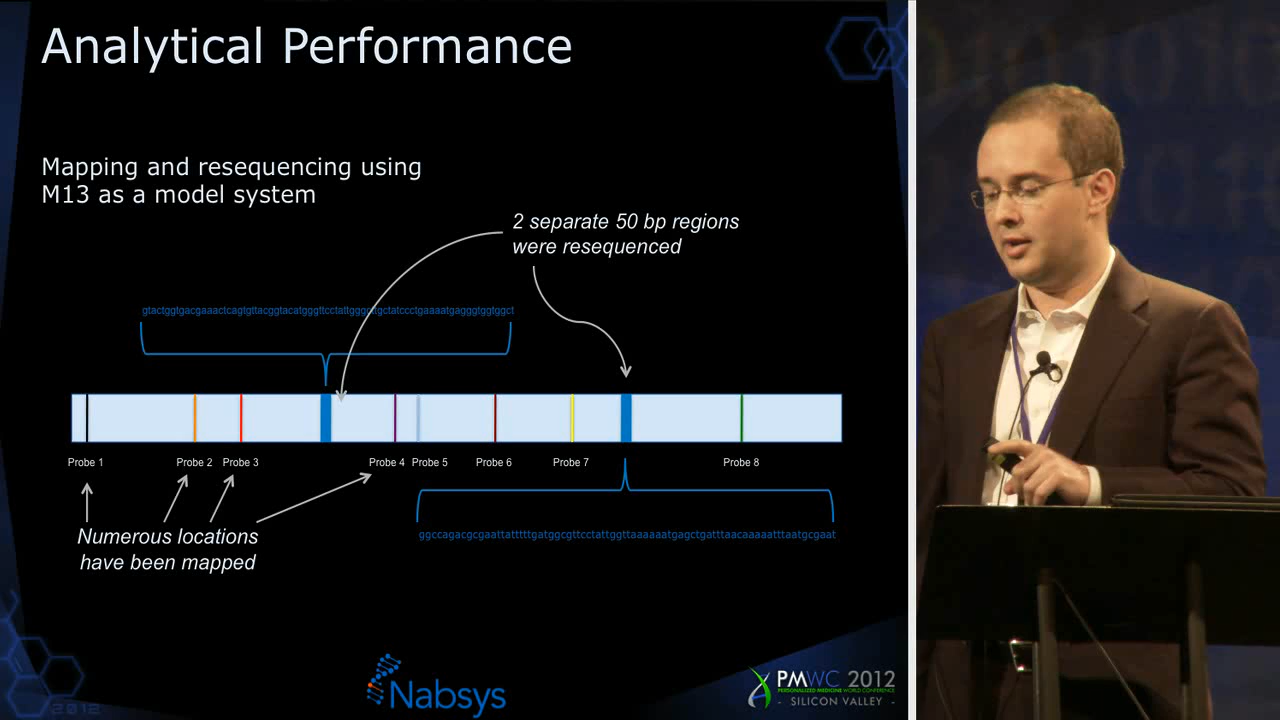 Analytical Performance
Mapping and resequencing using
M13 as a model system
2 separate 50 bp regions
were resequenced
Probe 1 Probe 2 Probe 3 Probe 4 Probe 5 Probe 6 Probe 7 Probe 8
Numerous locations
have been mapped
ggccagacgcgaattatttttgatggcgttcctattggttaaaaaatgagctgatttaacaaaaatttaatgcgaat
Nabsys
PMWC 2012
PERSONALIZED MEDICINE WORLD CONFERENCE
- SILICON VALLEY -
2012